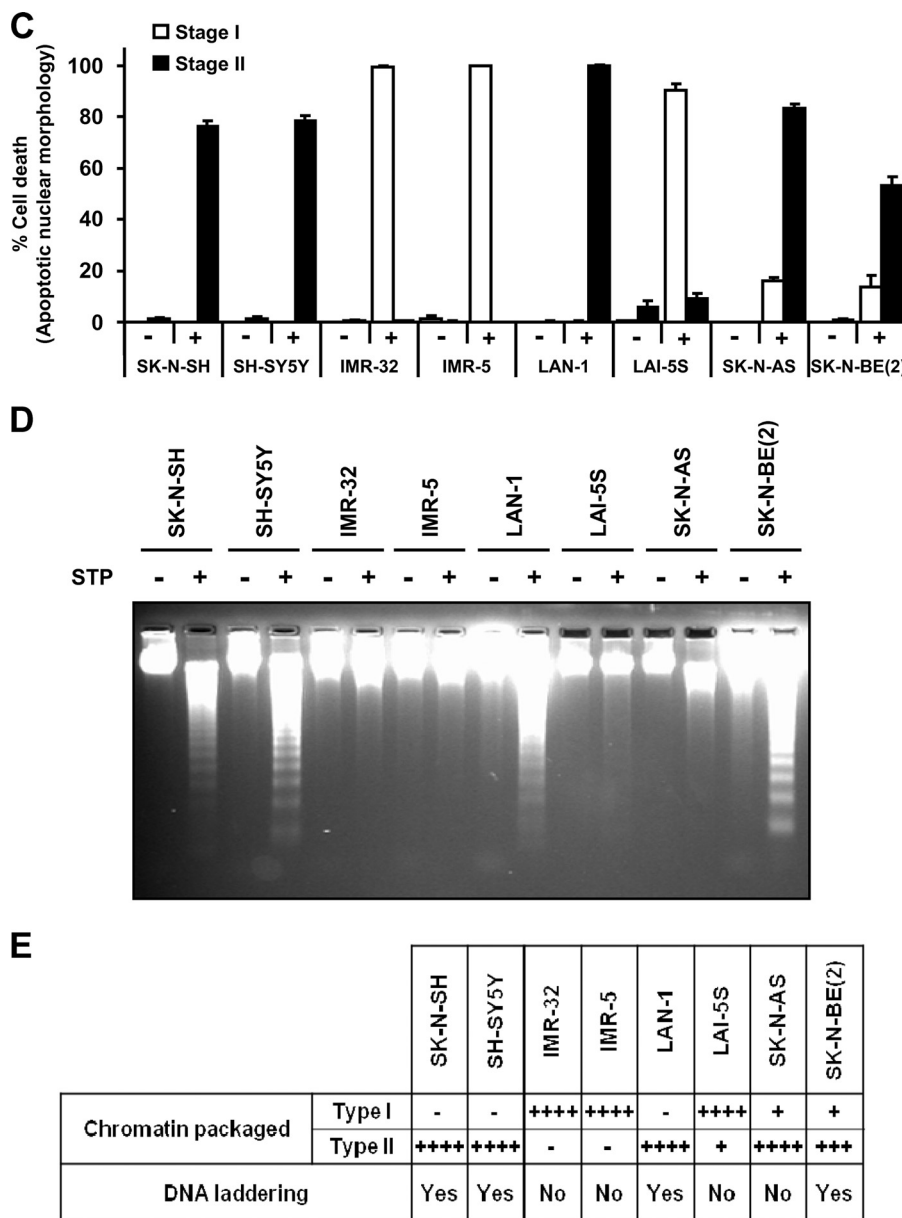 C
Stage I
Stage II
% Cell death
(Apoptotic nuclear morphology)
100
80
60
40
20
0
- + - + - + - + - + - + - + - +
SK-N-SH SH-SY5Y IMR-32 IMR-5 LAN-1 LAI-5S SK-N-AS SK-N-BE(2)
D
SK-N-SH SH-SY5Y IMR-32 IMR-5 LAN-1 LAI-5S SK-N-AS SK-N-BE(2)
STP - + - + - + - + - + - + - + - +
E
SK-N-SH SH-SY5Y IMR-32 IMR-5 LAN-1 LAI-5S SK-N-AS SK-N-BE(2)
Chromatin packaged
Type I - - ++++ ++++ - ++++ + +
Type II ++++ ++++ - - ++++ + ++++ +++
DNA laddering Yes Yes No No Yes No No Yes